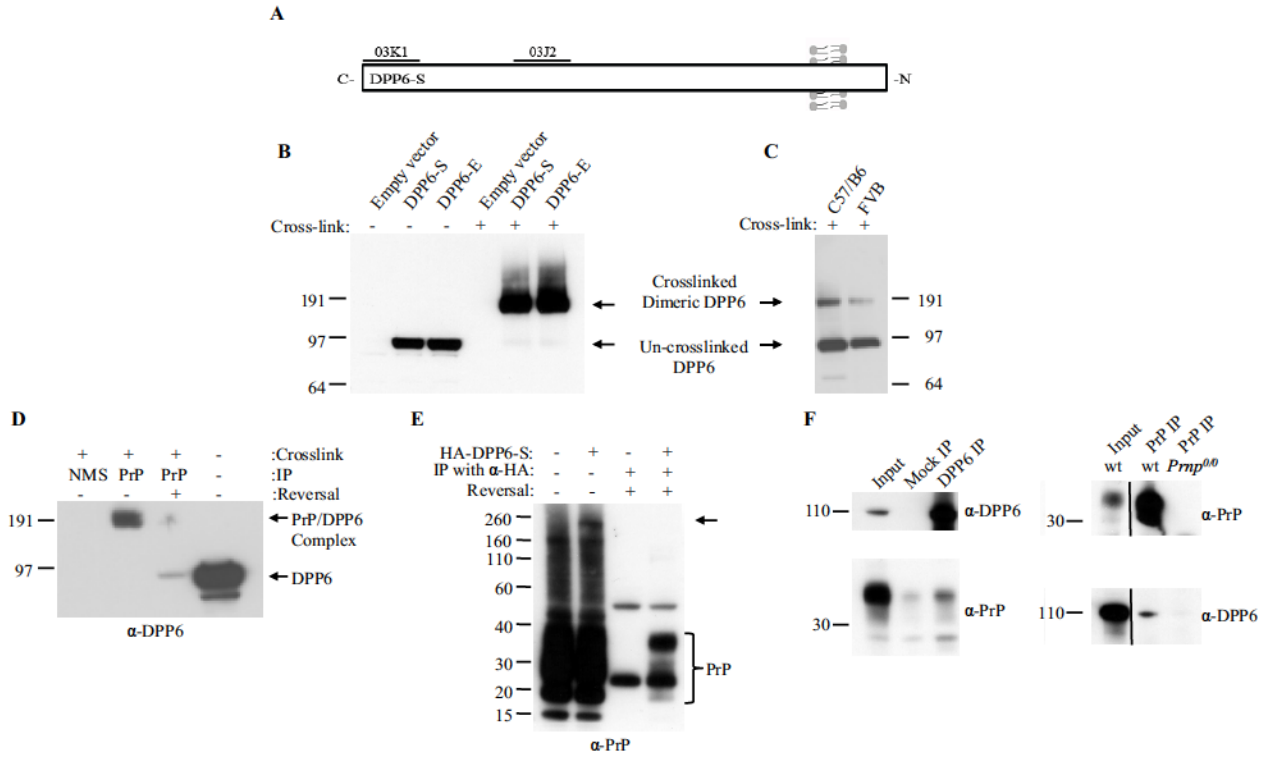 A
03K1 03J2
C- DPP6-S -N
B
Empty vector DPP6-S DPP6-E Empty vector DPP6-S DPP6-E
Cross-link: - - - + + +
191
97
64
Crosslinked
Dimeric DPP6
Un-crosslinked
DPP6
C
C57/B6 FVB
Cross-link: + +
191
97
64
D
+ + + - :Crosslink
NMS PrP PrP - :IP
- - + - :Reversal
191
97
PrP/DPP6
Complex
DPP6
α-DPP6
E
HA-DPP6-S: - + - +
IP with α-HA: - - + +
Reversal: - - + +
260
160
110
60
40
30
20
15
PrP
α-PrP
F
Input Mock IP DPP6 IP
110 α-DPP6
30 α-PrP
Input PrP IP PrP IP
wt wt Prnp0/0
30 α-PrP
110 α-DPP6